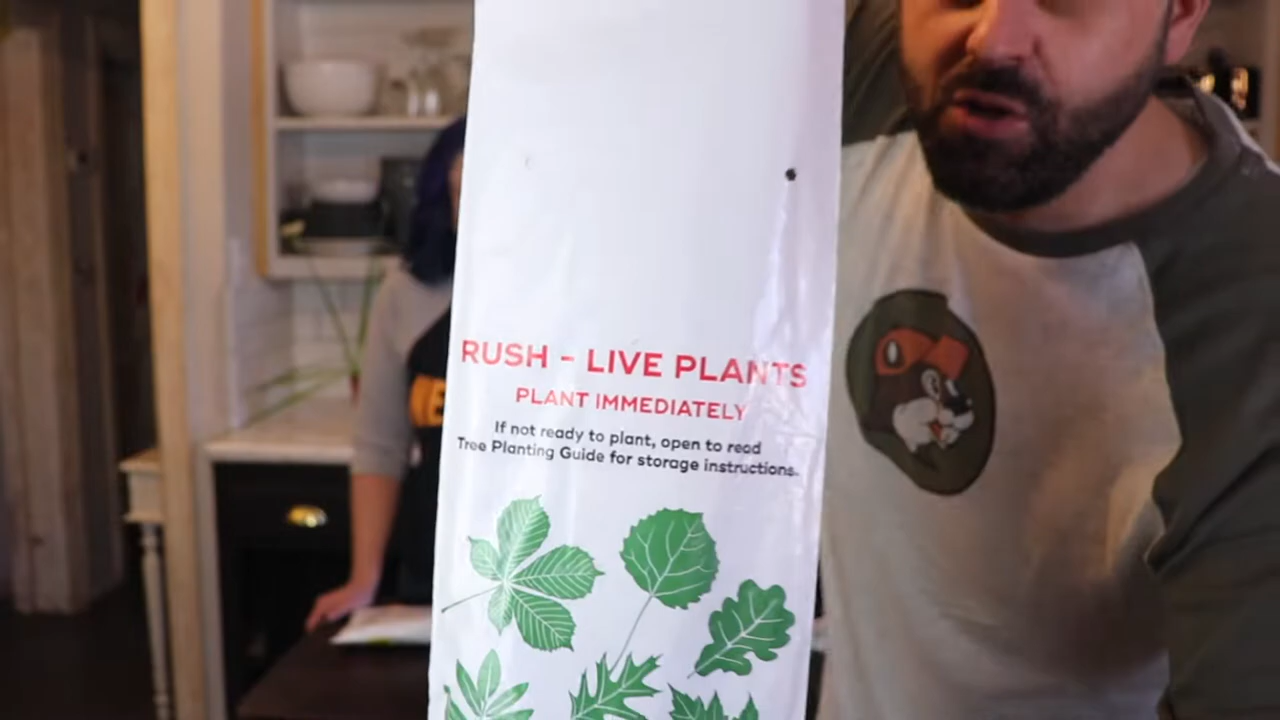 RUSH - LIVE PLANTS
PLANT IMMEDIATELY
If not ready to plant, open to read
Tree Planting Guide for storage instructions.